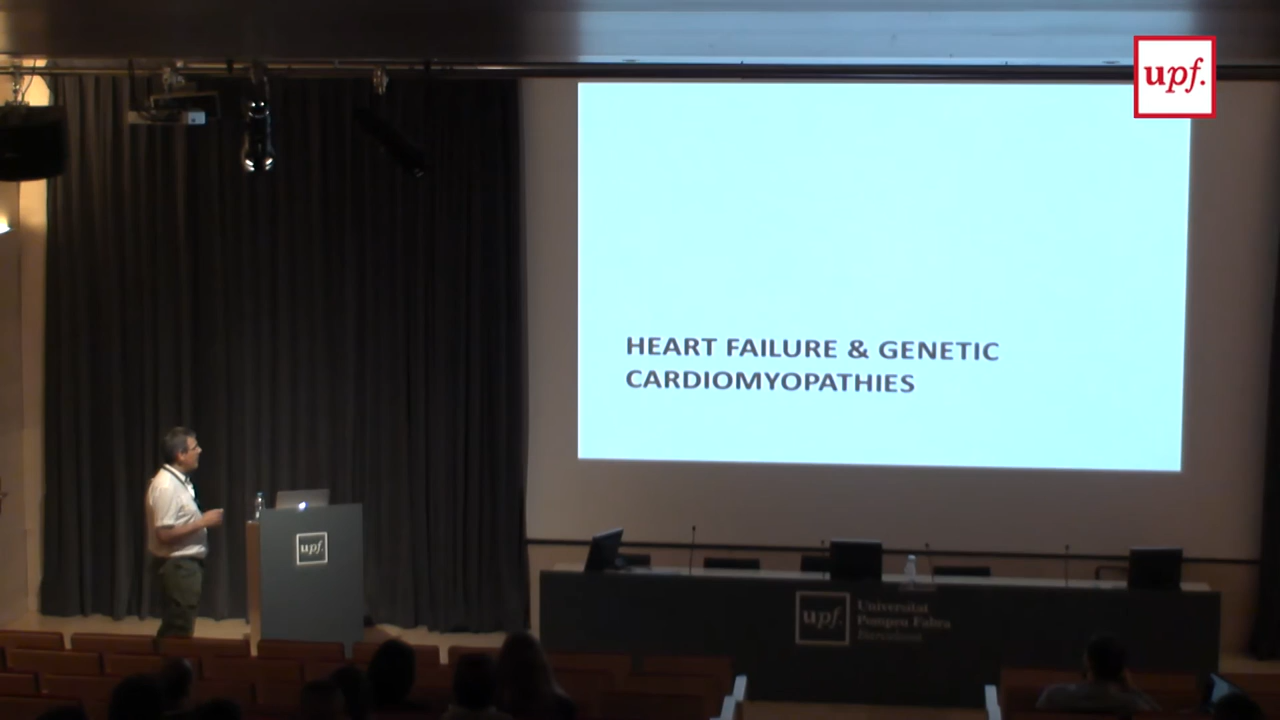 upf.
HEART FAILURE & GENETIC
CARDIOMYOPATHIES
upf.
upf.
Universitat
Pompeu Fabra
Barcelona